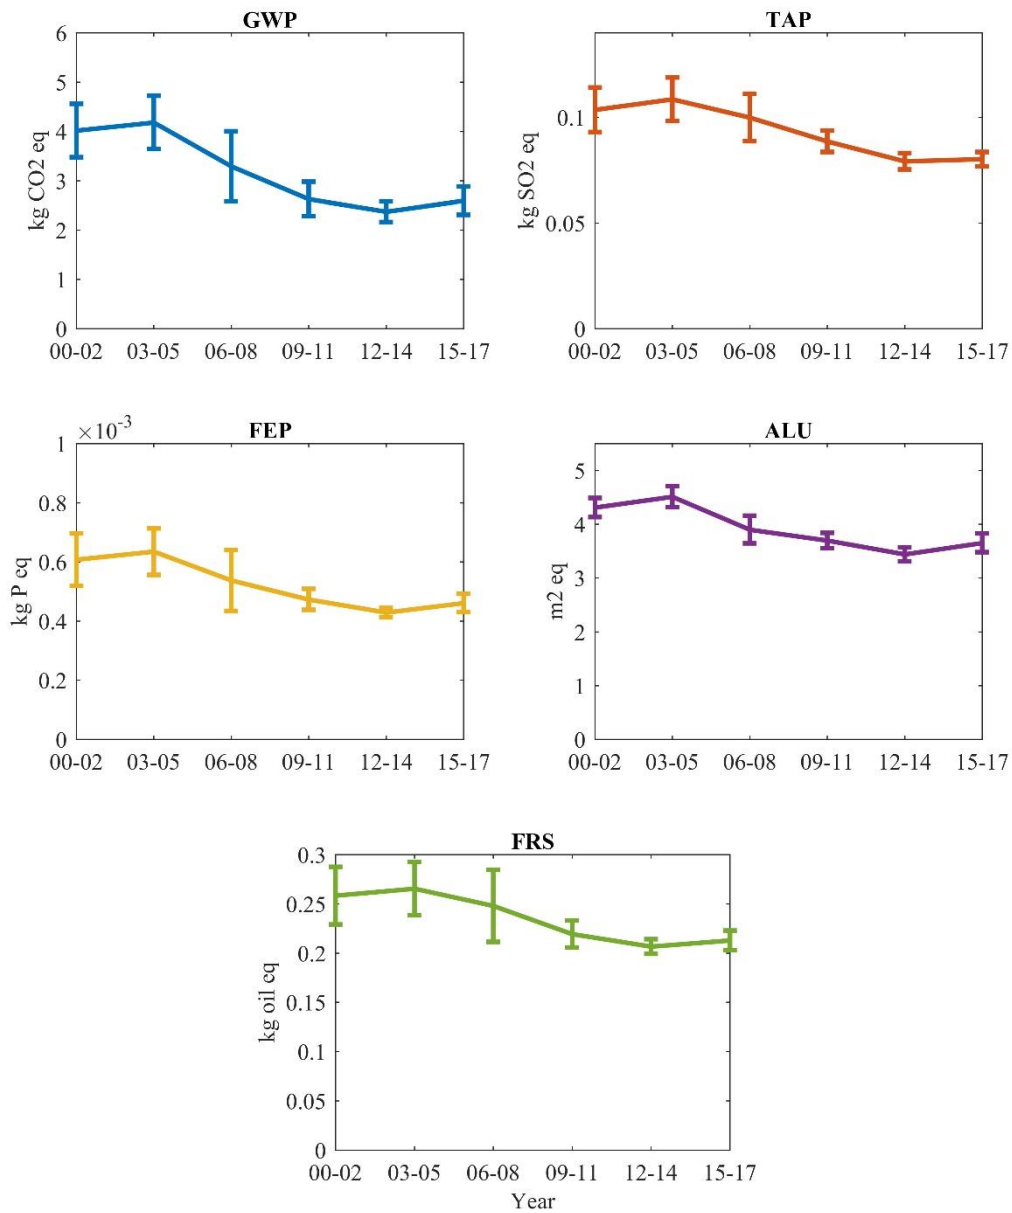 GWP
6
5
4
3
2
1
0
kg CO2 eq
00-02 03-05 06-08 09-11 12-14 15-17
TAP
0.1
0.05
0
kg SO2 eq
00-02 03-05 06-08 09-11 12-14 15-17
FEP
×10-3
1
0.8
0.6
0.4
0.2
0
kg P eq
00-02 03-05 06-08 09-11 12-14 15-17
ALU
5
4
3
2
1
0
m2 eq
00-02 03-05 06-08 09-11 12-14 15-17
FRS
0.3
0.25
0.2
0.15
0.1
0.05
0
kg oil eq
00-02 03-05 06-08 09-11 12-14 15-17
Year